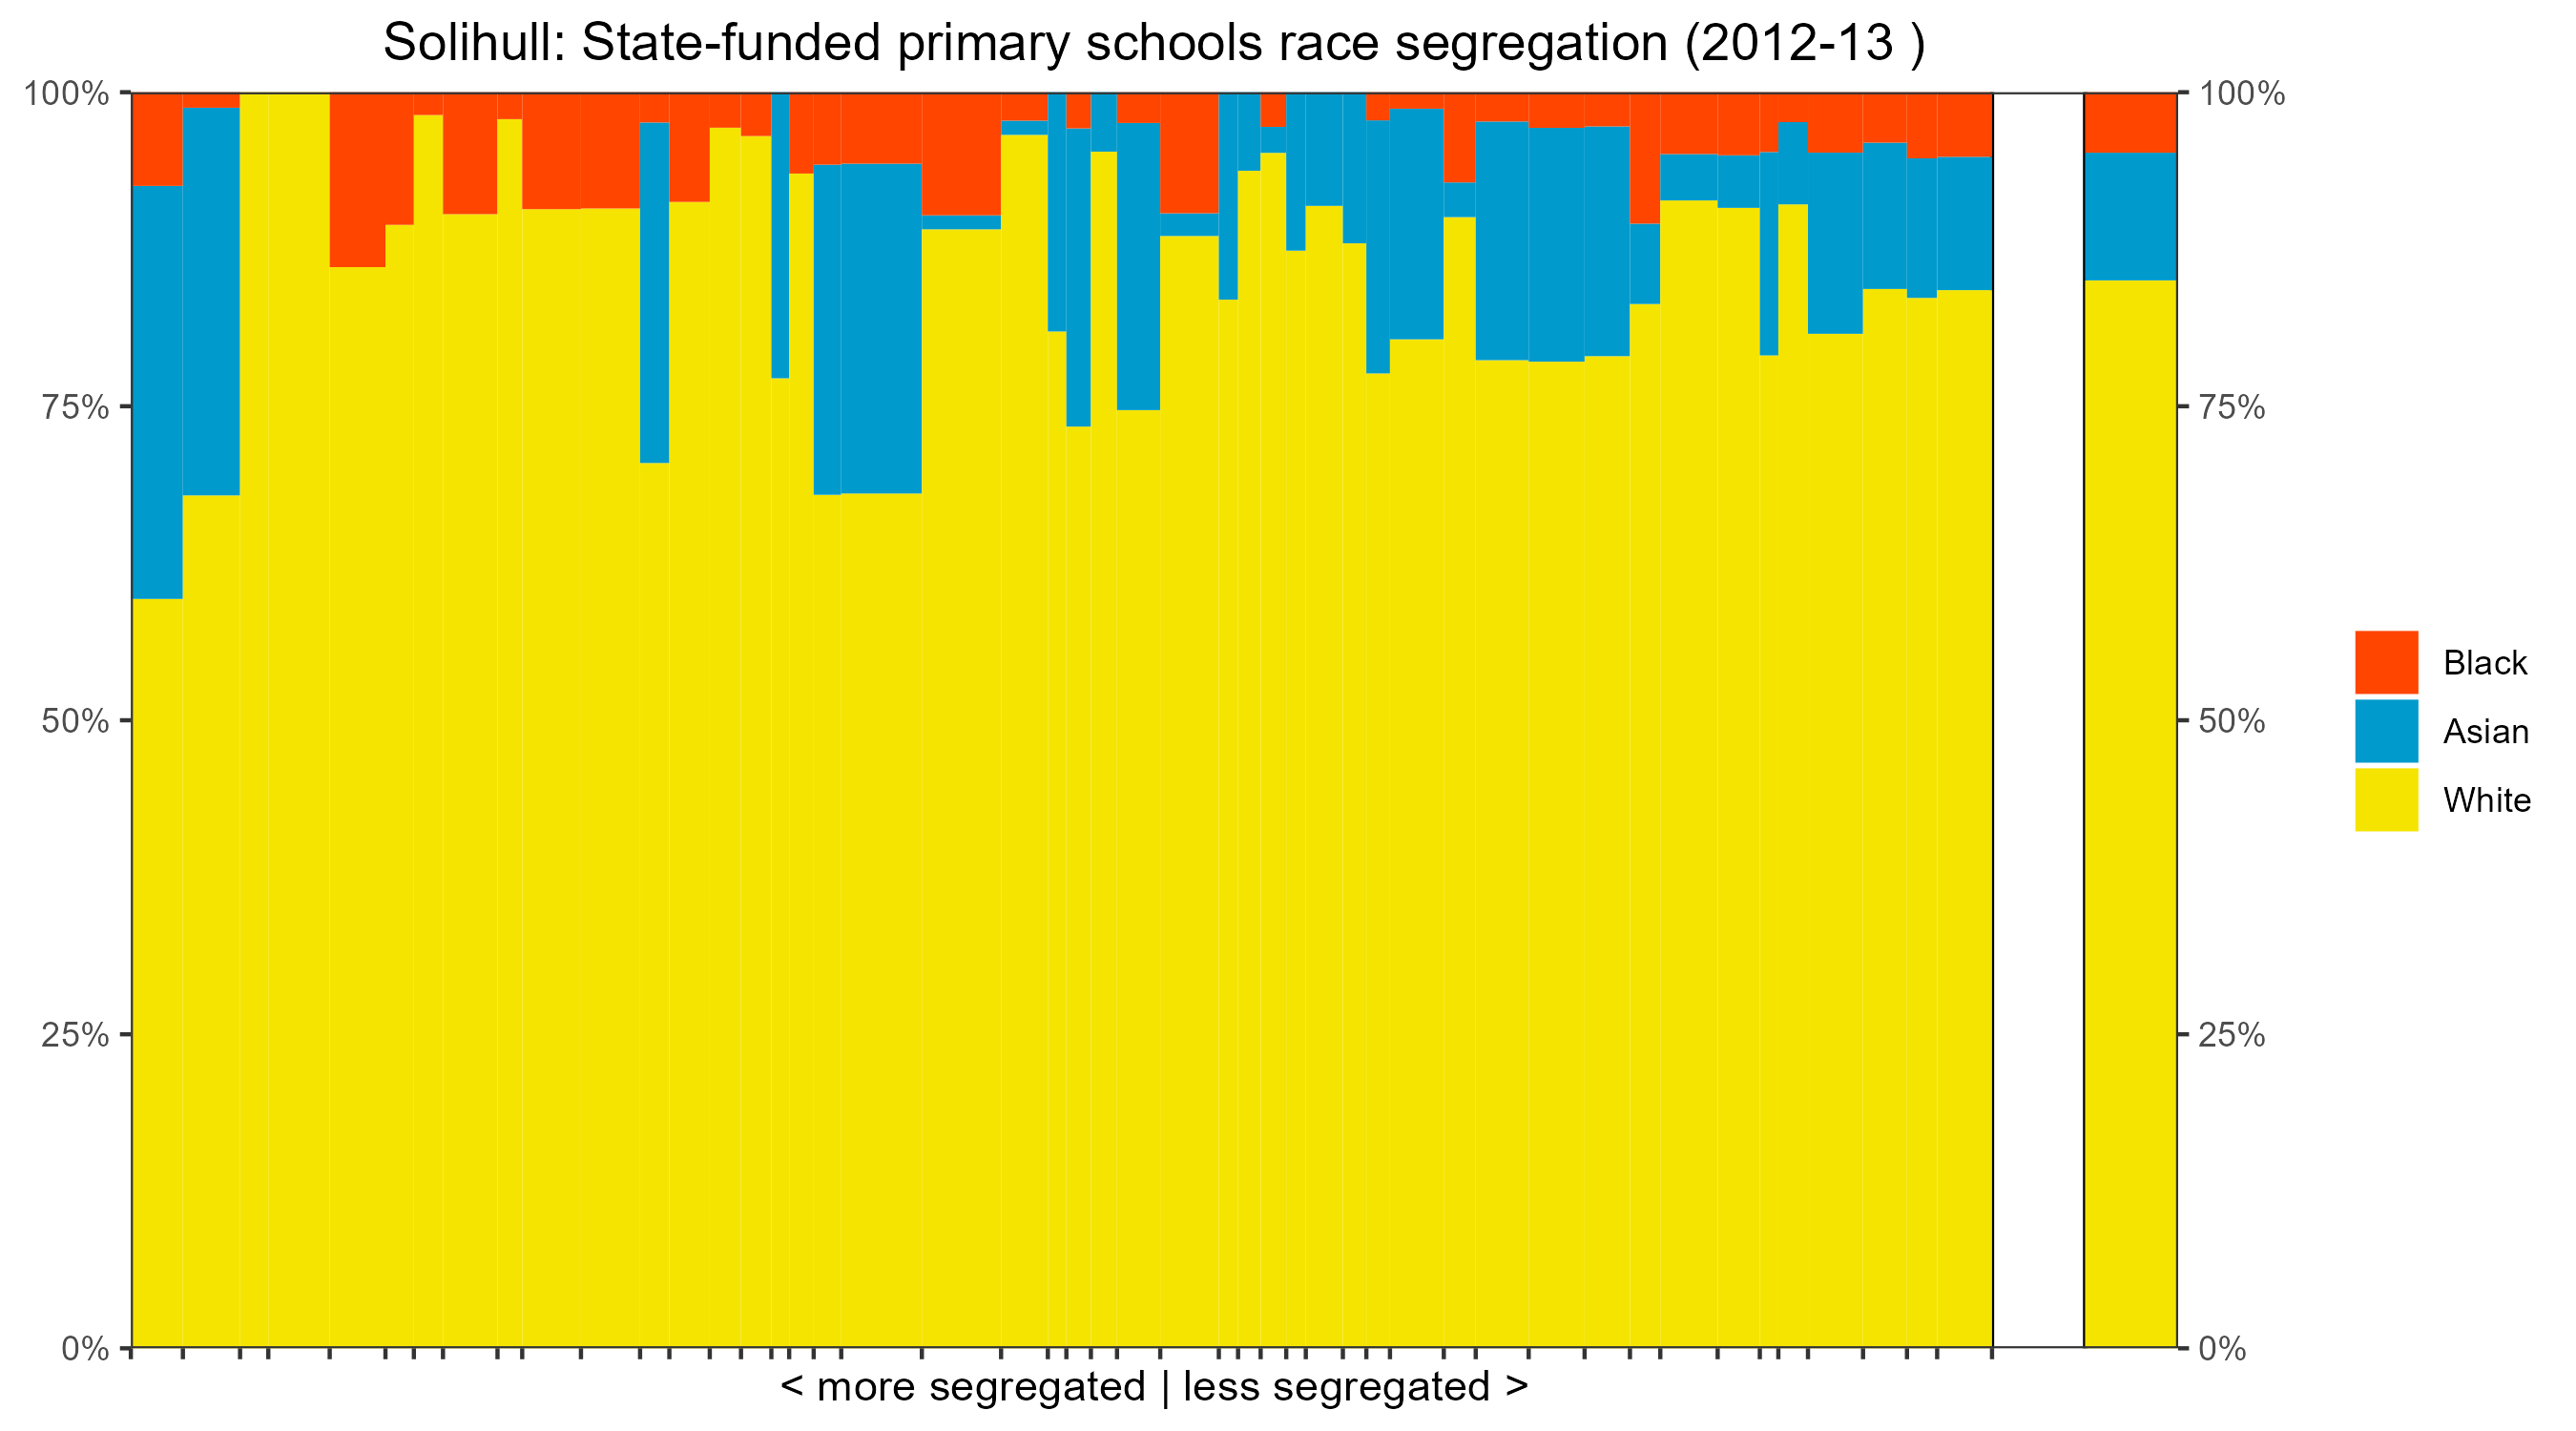 Solihull: State-funded primary schools race segregation (2012-13 )
100%
75%
50%
25%
0%
100%
75%
50%
25%
0%
Black
Asian
White
< more segregated | less segregated >